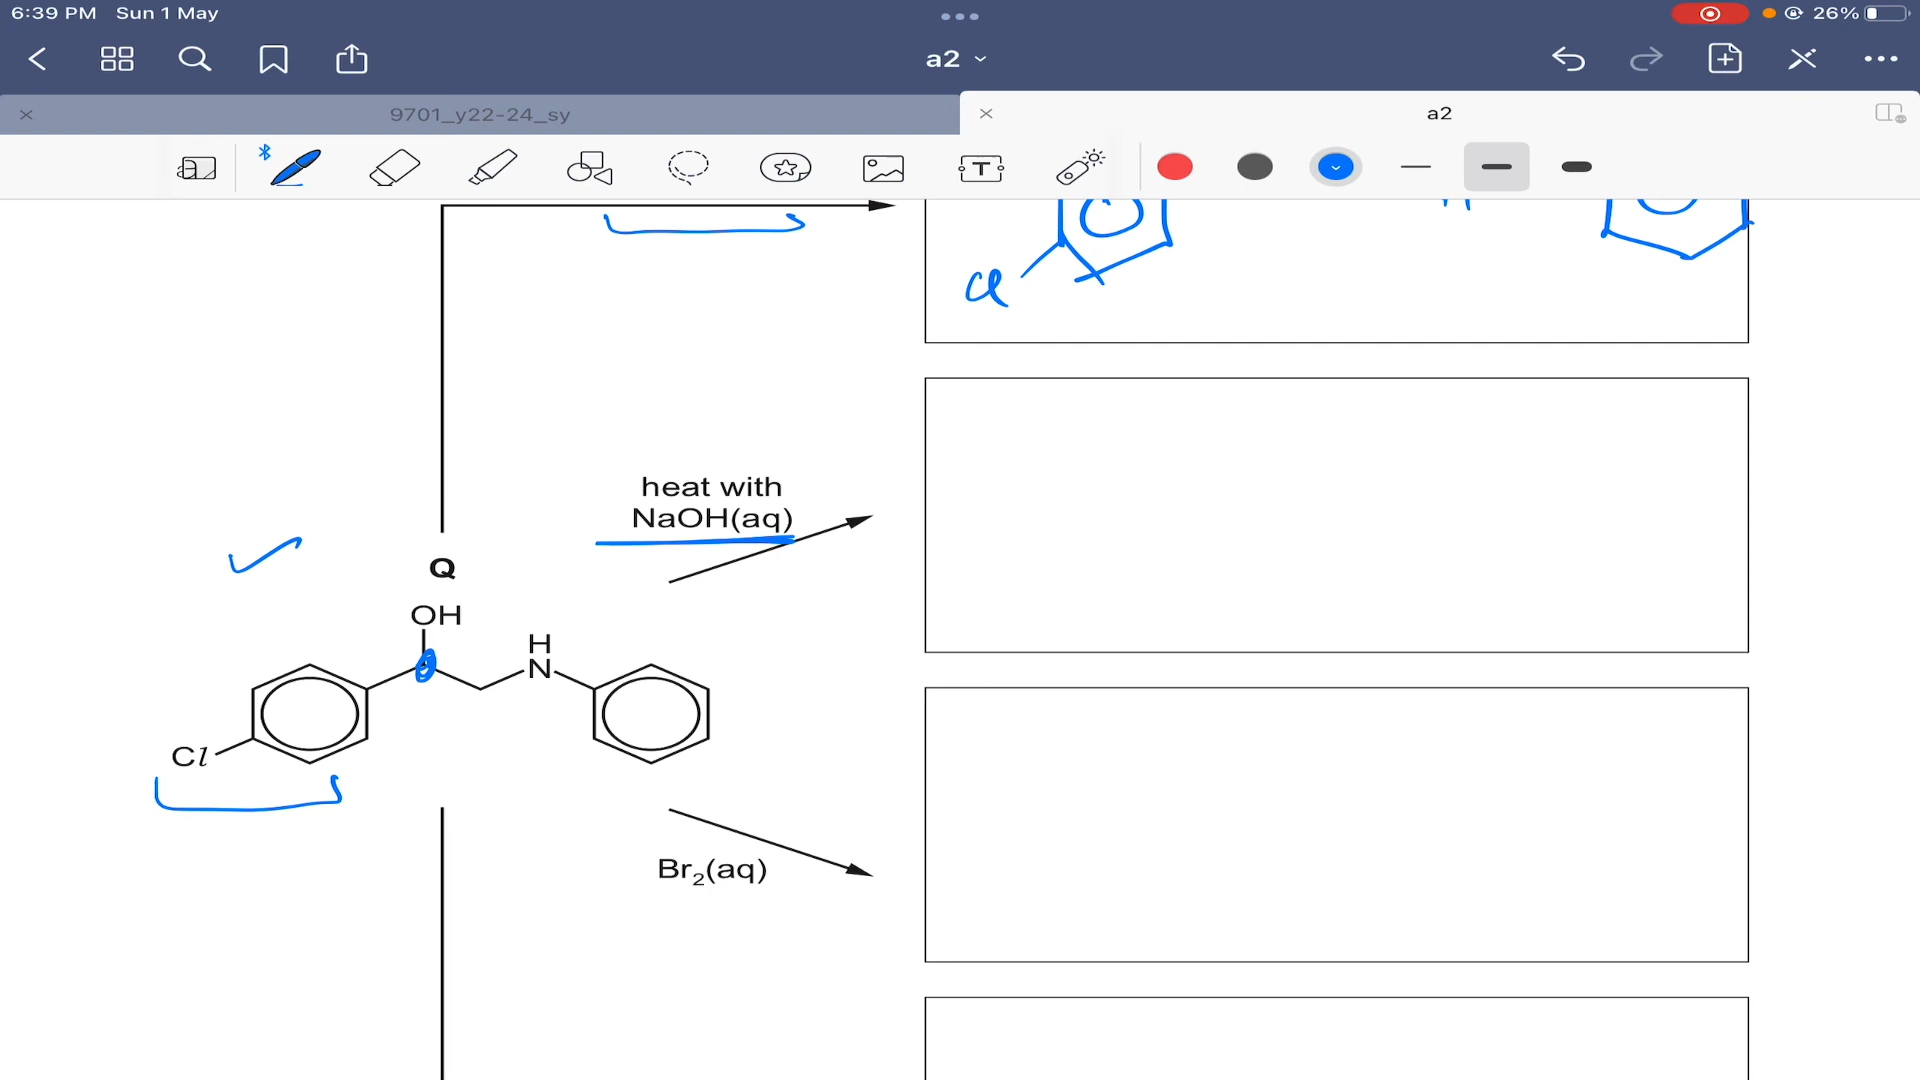 6:39 PM Sun 1 May
26%
a2
9701_y22-24_sy
a2
a
T
Cl
heat with
NaOH(aq)
Q
OH
H
N
Cl
Br₂(aq)